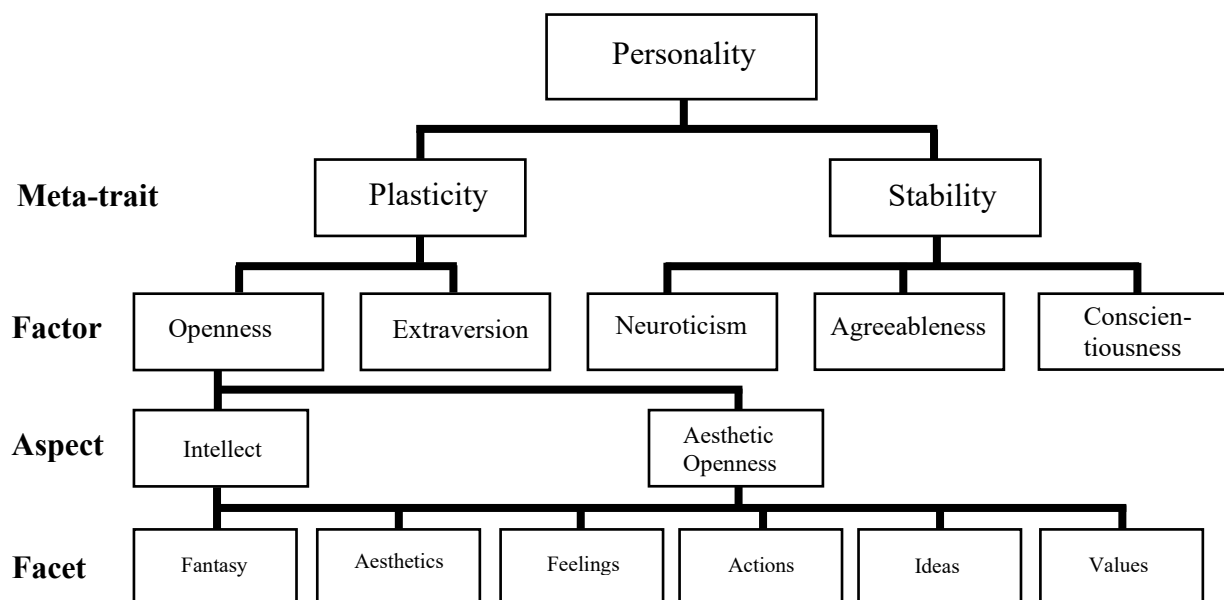 Personality
Meta-trait
Plasticity
Stability
Factor
Openness
Extraversion
Neuroticism
Agreeableness
Conscien-
tiousness
Aspect
Intellect
Aesthetic
Openness
Facet
Fantasy
Aesthetics
Feelings
Actions
Ideas
Values